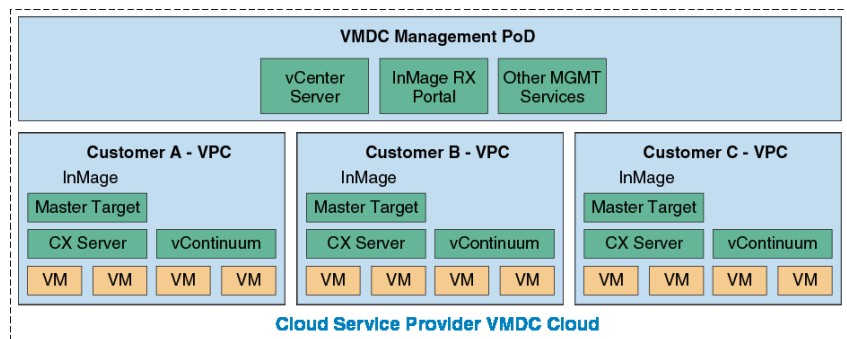 VMDC Management PoD
vCenter
Server
InMage RX
Portal
Other MGMT
Services
Customer A - VPC
InMage
Master Target
CX Server
vContinuum
VM
VM
VM
VM
Customer B - VPC
InMage
Master Target
CX Server
vContinuum
VM
VM
VM
VM
Customer C - VPC
InMage
Master Target
CX Server
vContinuum
VM
VM
VM
VM
Cloud Service Provider VMDC Cloud